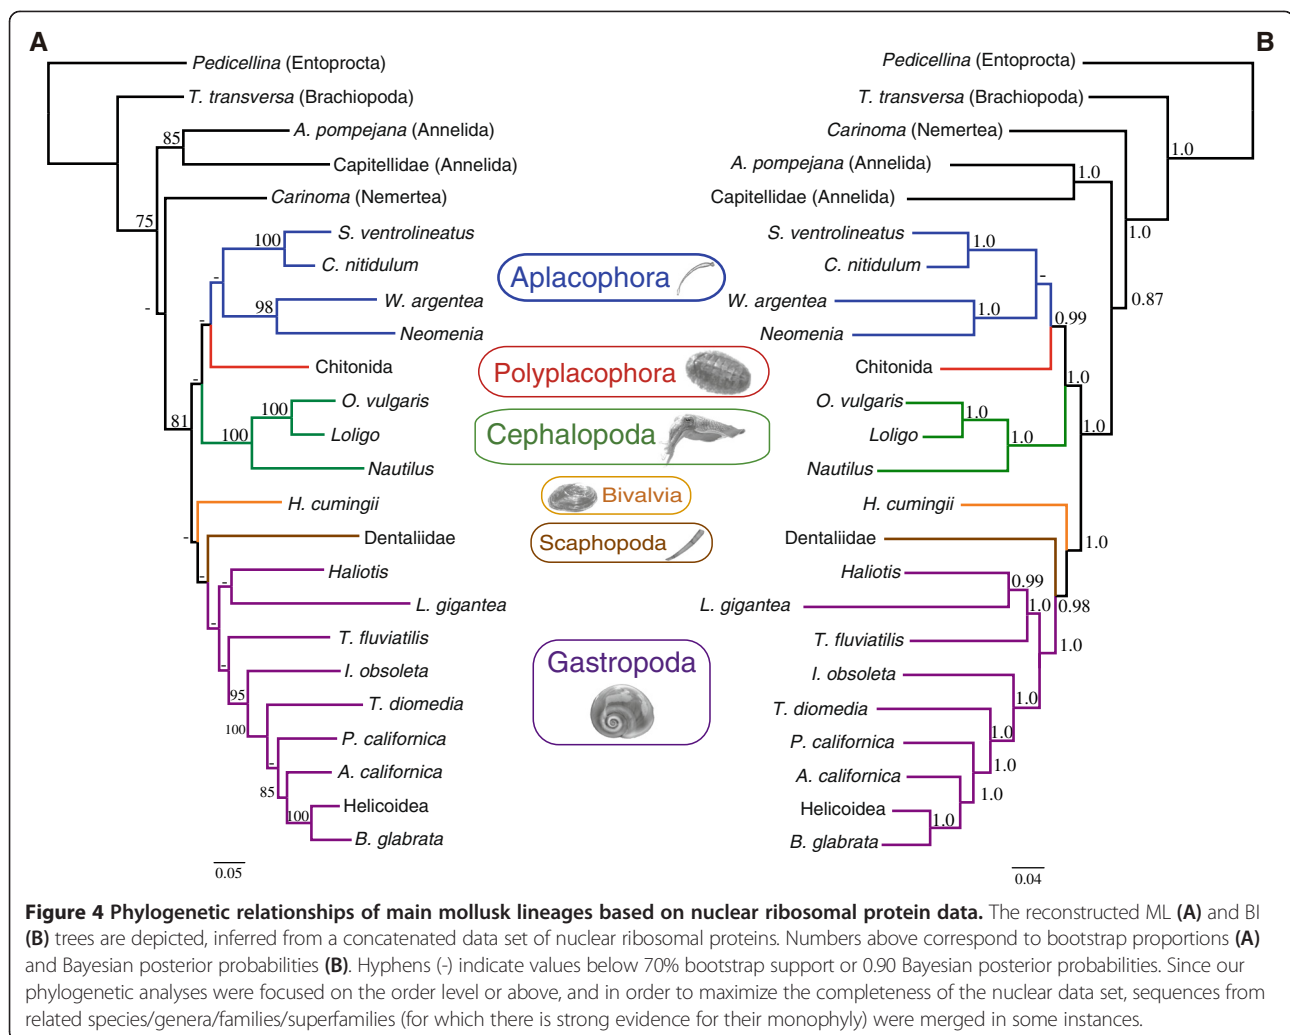 A
B
Pedicellina (Entoprocta)
T. transversa (Brachiopoda)
85
A. pompejana (Annelida)
Capitellidae (Annelida)
Carinoma (Nemertea)
75
100
S. ventrolineatus
C. nitidulum
-
98
W. argentea
Neomenia
-
-
Chitonida
-
100
O. vulgaris
Loligo
81
100
Nautilus
H. cumingii
-
Dentaliidae
-
-
Haliotis
L. gigantea
-
T. fluviatilis
-
I. obsoleta
95
T. diomedia
100
P. californica
-
A. californica
85
Helicoidea
100
B. glabrata
0.05
Aplacophora
Polyplacophora
Cephalopoda
Bivalvia
Scaphopoda
Gastropoda
Pedicellina (Entoprocta)
T. transversa (Brachiopoda)
Carinoma (Nemertea)
1.0
A. pompejana (Annelida)
1.0
Capitellidae (Annelida)
1.0
S. ventrolineatus
1.0
C. nitidulum
-
W. argentea
0.87
1.0
Neomenia
0.99
Chitonida
1.0
O. vulgaris
1.0
Loligo
1.0
1.0
Nautilus
H. cumingii
Dentaliidae
1.0
Haliotis
0.99
L. gigantea
1.0
0.98
T. fluviatilis
1.0
I. obsoleta
1.0
T. diomedia
1.0
P. californica
1.0
A. californica
1.0
Helicoidea
1.0
B. glabrata
0.04
Figure 4 Phylogenetic relationships of main mollusk lineages based on nuclear ribosomal protein data. The reconstructed ML (A) and BI
(B) trees are depicted, inferred from a concatenated data set of nuclear ribosomal proteins. Numbers above correspond to bootstrap proportions (A)
and Bayesian posterior probabilities (B). Hyphens (-) indicate values below 70% bootstrap support or 0.90 Bayesian posterior probabilities. Since our
phylogenetic analyses were focused on the order level or above, and in order to maximize the completeness of the nuclear data set, sequences from
related species/genera/families/superfamilies (for which there is strong evidence for their monophyly) were merged in some instances.